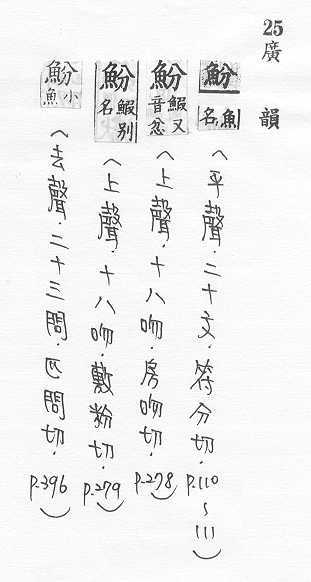 25 廣韻
魵 魚名(平聲.二十文.符分切.P.110~111)
魵 鰕又音忿(上聲.十八吻.房吻切.P.278)
魵 鰕别名(上聲.十八吻.敷粉切.P.279)
魵 小魚(去聲.二十三問.匹問切.P.396)